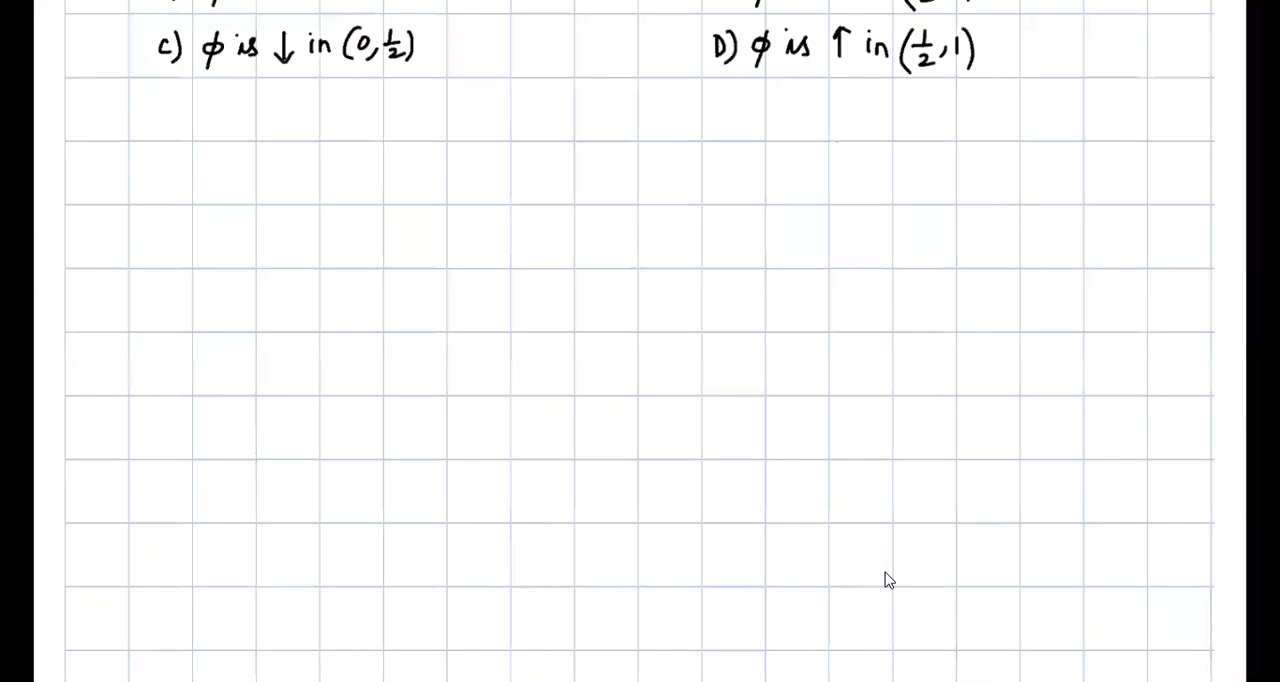 c) ϕ is ↓ in (0, 1/2)
D) ϕ is ↑ in (1/2, 1)